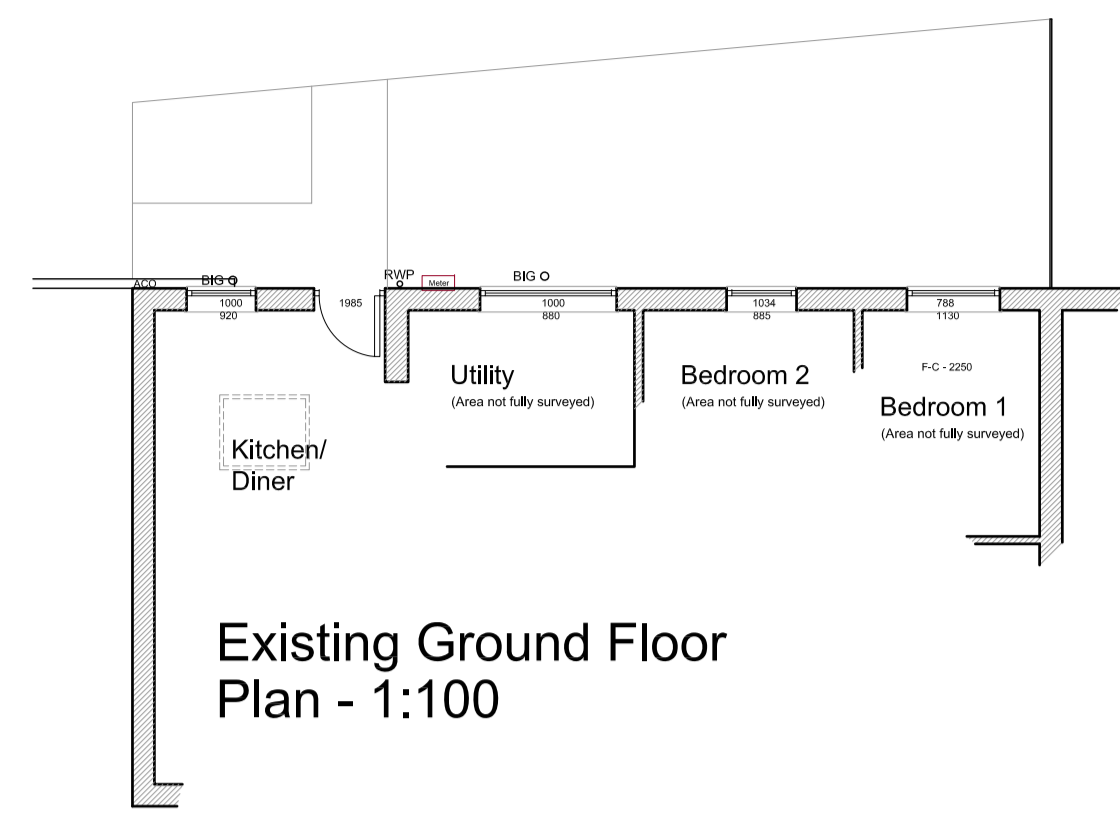 ACO
BIG
RWP
Meter
BIG
1000
920
1985
1000
880
1034
885
788
1130
F-C - 2250
Utility
(Area not fully surveyed)
Bedroom 2
(Area not fully surveyed)
Bedroom 1
(Area not fully surveyed)
Kitchen/
Diner
Existing Ground Floor
Plan - 1:100